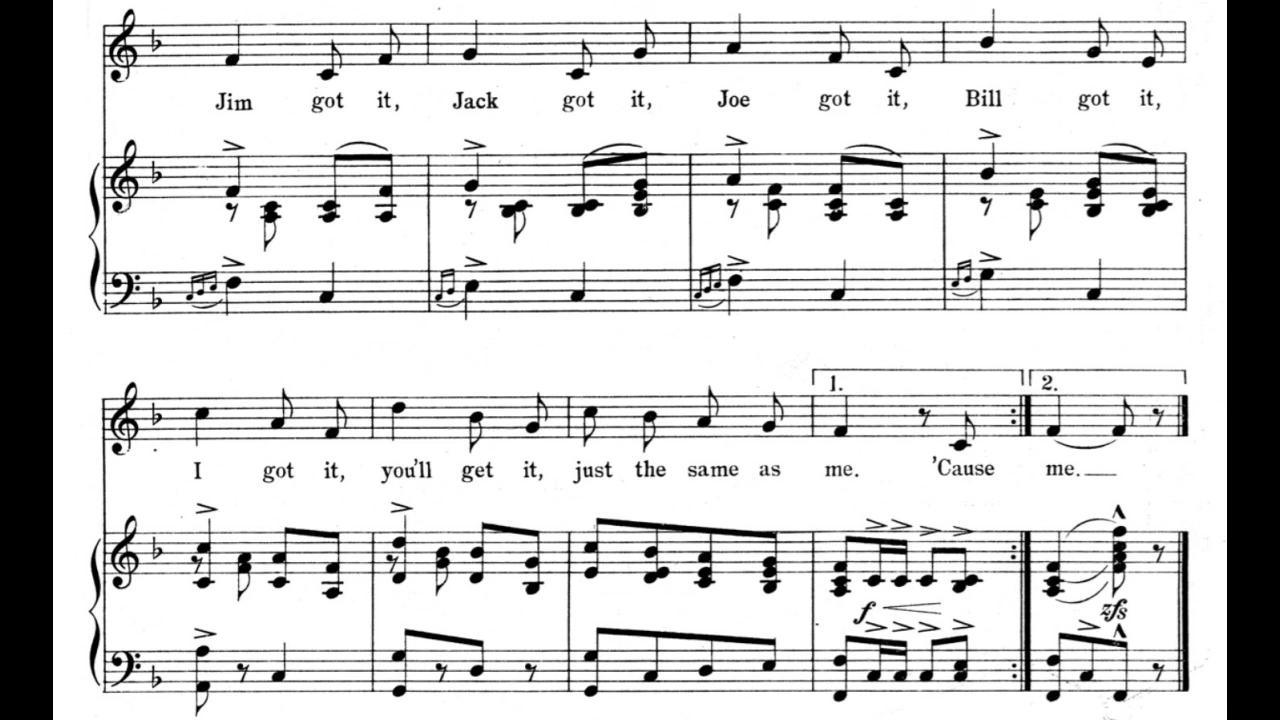 Jim got it, Jack got it, Joe got it, Bill got it,
I got it, you'll get it, just the same as me. 'Cause me.
1. 2.
f zfs